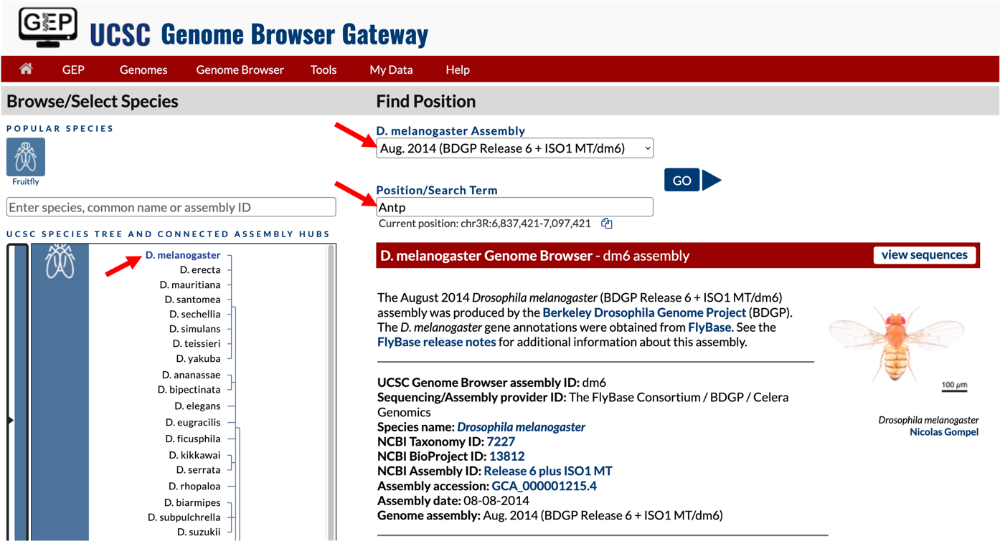 GEP
UCSC Genome Browser Gateway
GEP Genomes Genome Browser Tools My Data Help
Browse/Select Species
POPULAR SPECIES
Fruitfly
Enter species, common name or assembly ID
UCSC SPECIES TREE AND CONNECTED ASSEMBLY HUBS
D. melanogaster
D. erecta
D. mauritiana
D. santomea
D. sechellia
D. simulans
D. teissieri
D. yakuba
D. ananassae
D. bipectinata
D. elegans
D. eugracilis
D. ficusphila
D. kikkawai
D. serrata
D. rhopaloa
D. biarmipes
D. subpulchrella
D. suzukii
Find Position
D. melanogaster Assembly
Aug. 2014 (BDGP Release 6 + ISO1 MT/dm6)
GO
Position/Search Term
Antp
Current position: chr3R:6,837,421-7,097,421
D. melanogaster Genome Browser - dm6 assembly
view sequences
The August 2014 Drosophila melanogaster (BDGP Release 6 + ISO1 MT/dm6)
assembly was produced by the Berkeley Drosophila Genome Project (BDGP).
The D. melanogaster gene annotations were obtained from FlyBase. See the
FlyBase release notes for additional information about this assembly.
UCSC Genome Browser assembly ID: dm6
Sequencing/Assembly provider ID: The FlyBase Consortium / BDGP / Celera
Genomics
Species name: Drosophila melanogaster
NCBI Taxonomy ID: 7227
NCBI BioProject ID: 13812
NCBI Assembly ID: Release 6 plus ISO1 MT
Assembly accession: GCA_000001215.4
Assembly date: 08-08-2014
Genome assembly: Aug. 2014 (BDGP Release 6 + ISO1 MT/dm6)
100 µm
Drosophila melanogaster
Nicolas Gompel